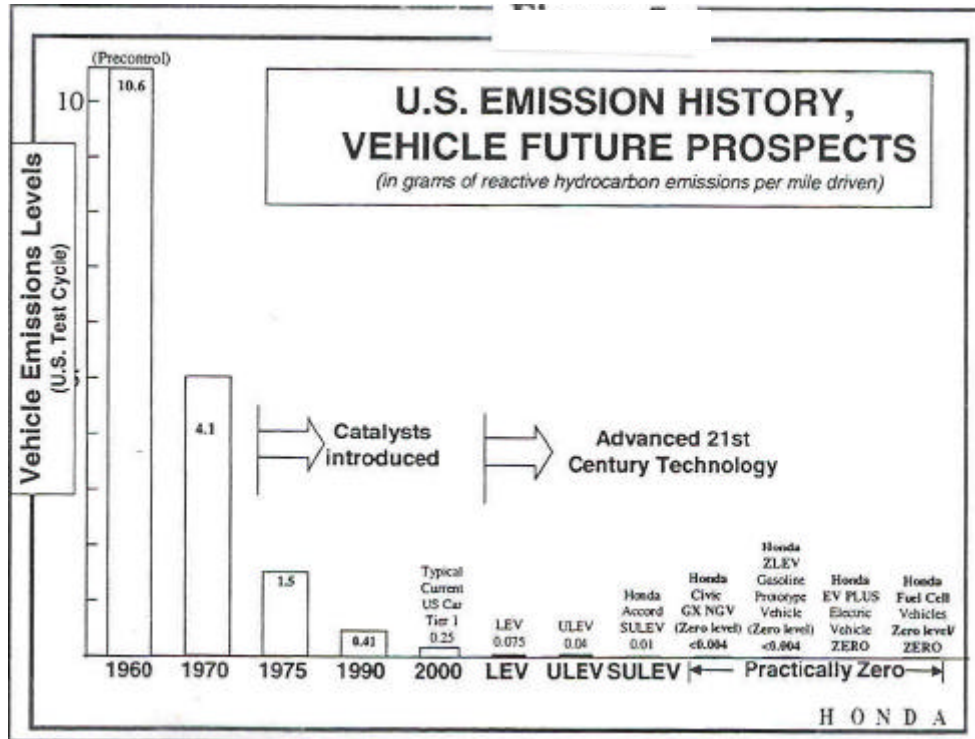 (Precontrol)
10.6
10
U.S. EMISSION HISTORY,
VEHICLE FUTURE PROSPECTS
(in grams of reactive hydrocarbon emissions per mile driven)
Vehicle Emissions Levels
(U.S. Test Cycle)
4.1
Catalysts
introduced
Advanced 21st
Century Technology
1.5
0.41
Typical
Current
US Car
Tier 1
0.25
LEV
0.075
ULEV
0.04
Honda
Accord
SULEV
0.01
Honda
Civic
GX NGV
(Zero level)
<0.004
Honda
ZLEV
Gasoline
Prototype
Vehicle
(Zero level)
<0.004
Honda
EV PLUS
Electric
Vehicle
ZERO
Honda
Fuel Cell
Vehicles
Zero level/
ZERO
1960 1970 1975 1990 2000 LEV ULEV SULEV Practically Zero
HONDA